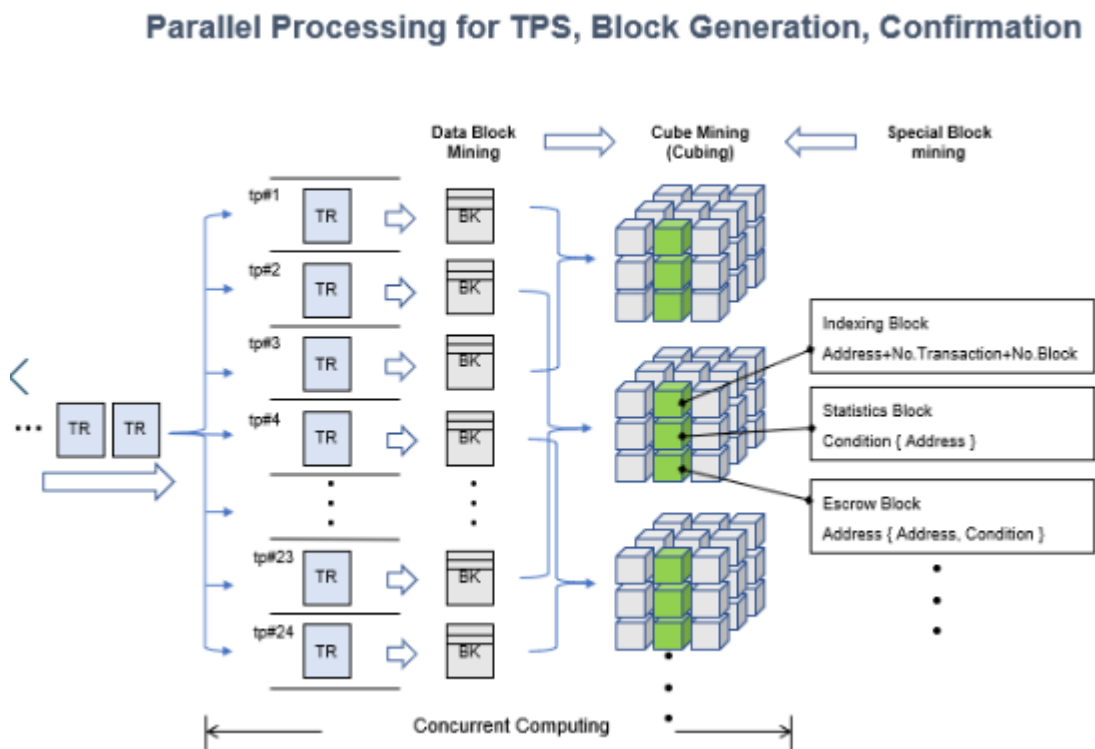 Parallel Processing for TPS, Block Generation, Confirmation
Data Block
Mining
Cube Mining
(Cubing)
Special Block
mining
tp#1
TR
BK
tp#2
TR
BK
tp#3
TR
BK
tp#4
TR
BK
... TR TR
tp#23
TR
BK
tp#24
TR
BK
Indexing Block
Address+No.Transaction+No.Block
Statistics Block
Condition { Address }
Escrow Block
Address { Address, Condition }
Concurrent Computing